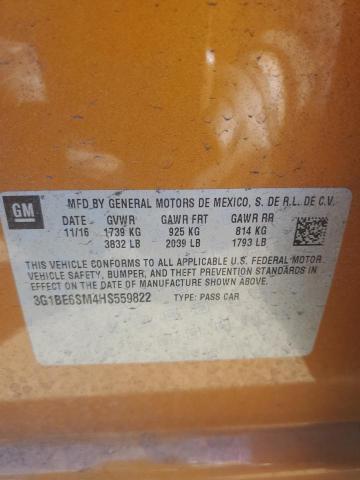 GM
MFD. BY GENERAL MOTORS DE MEXICO, S. DE R.L. DE C.V.
DATE GVWR GAWR FRT GAWR RR
11/16 1739 KG 925 KG 814 KG
3832 LB 2039 LB 1793 LB
THIS VEHICLE CONFORMS TO ALL APPLICABLE U.S. FEDERAL MOTOR
VEHICLE SAFETY, BUMPER, AND THEFT PREVENTION STANDARDS IN
EFFECT ON THE DATE OF MANUFACTURE SHOWN ABOVE.
3G1BE6SM4HS559822 TYPE: PASS CAR